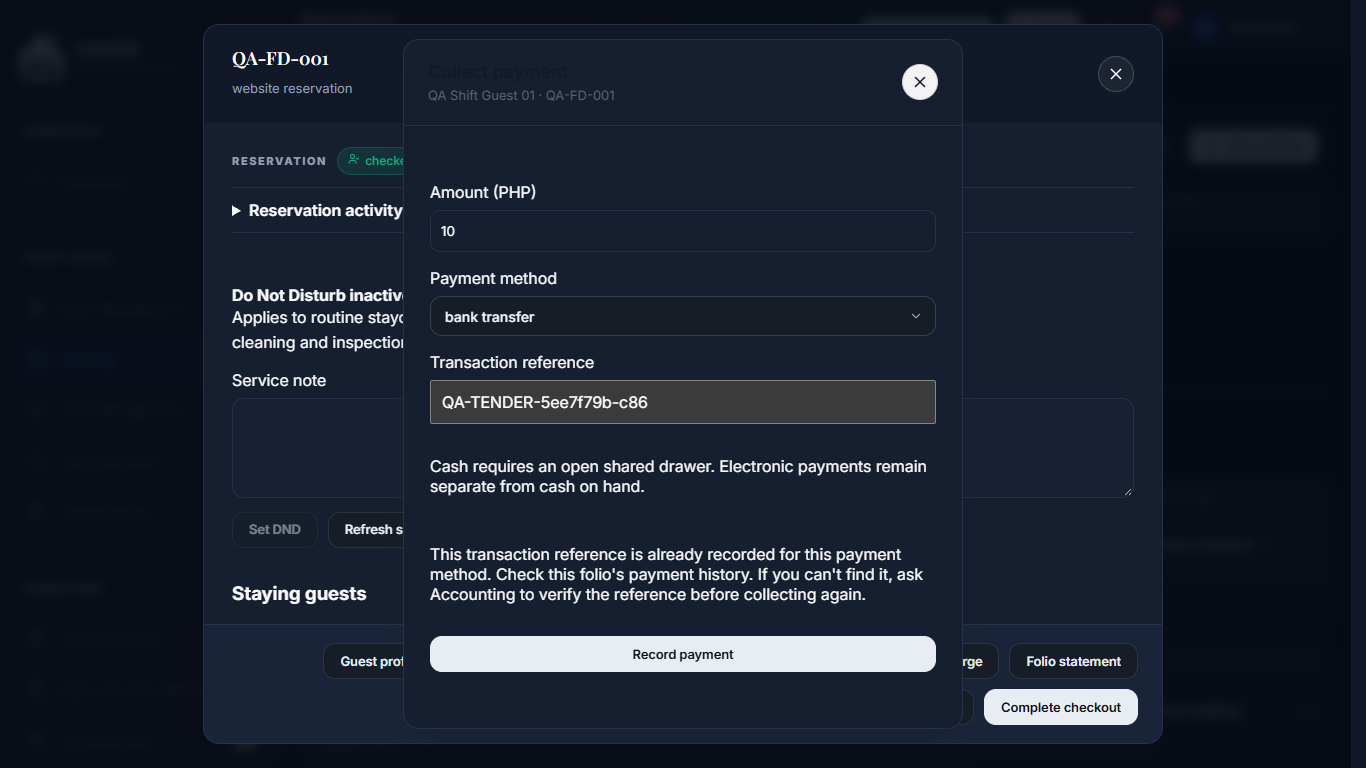 QA-FD-001
website reservation
RESERVATION
Reservation activity
Do Not Disturb
Applies to routine
cleaning and
Service note
Set DND
Refresh
Staying guests
Guest
Folio statement
Complete checkout
Collect payment
QA Shift Guest 01 · QA-FD-001
Amount (PHP)
10
Payment method
bank transfer
Transaction reference
QA-TENDER-5ee7f79b-c86
Cash requires an open shared drawer. Electronic payments remain
separate from cash on hand.
This transaction reference is already recorded for this payment
method. Check this folio's payment history. If you can't find it, ask
Accounting to verify the reference before collecting again.
Record payment